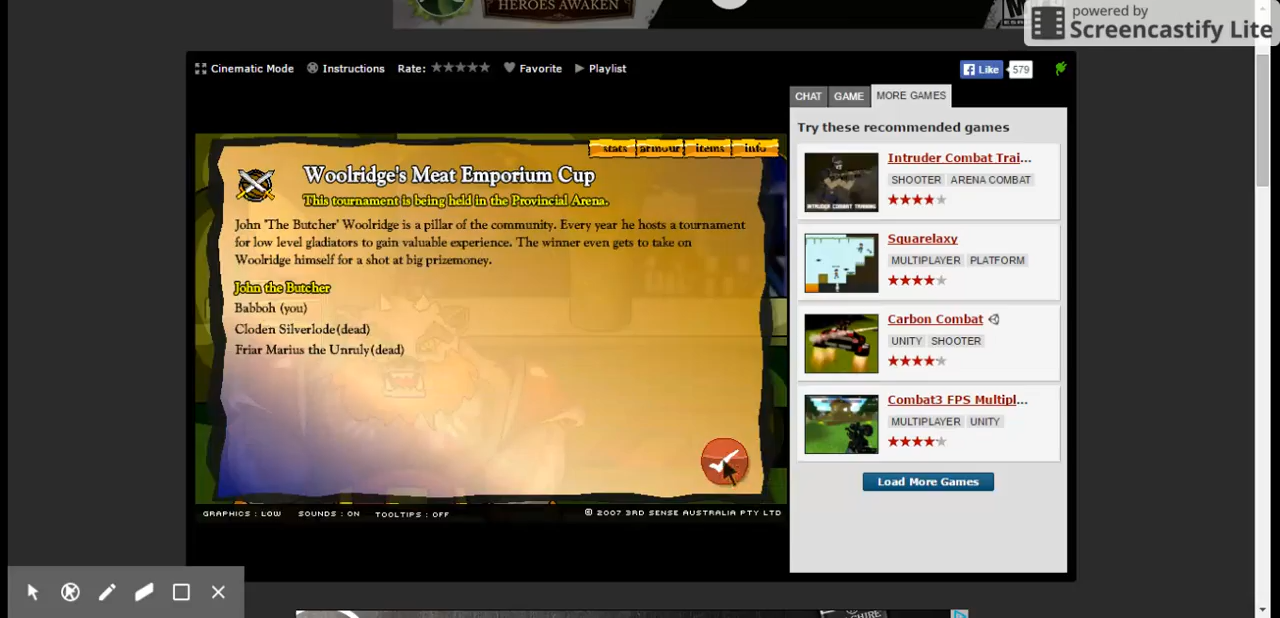 HEROES AWAKEN
powered by
Screencastify Lite
Cinematic Mode Instructions Rate: Favorite Playlist
Like 579
CHAT GAME MORE GAMES
Try these recommended games
Intruder Combat Trai...
SHOOTER ARENA COMBAT
Squarelaxy
MULTIPLAYER PLATFORM
Carbon Combat
UNITY SHOOTER
Combat3 FPS Multipl...
MULTIPLAYER UNITY
Load More Games
stats armour items info
Woolridge's Meat Emporium Cup
This tournament is being held in the Provincial Arena.
John 'The Butcher' Woolridge is a pillar of the community. Every year he hosts a tournament
for low level gladiators to gain valuable experience. The winner even gets to take on
Woolridge himself for a shot at big prizemoney.
John the Butcher
Babboh (you)
Cloden Silverlode(dead)
Friar Marius the Unruly(dead)
GRAPHICS : LOW SOUNDS : ON TOOLTIPS : OFF
© 2007 3RD SENSE AUSTRALIA PTY LTD